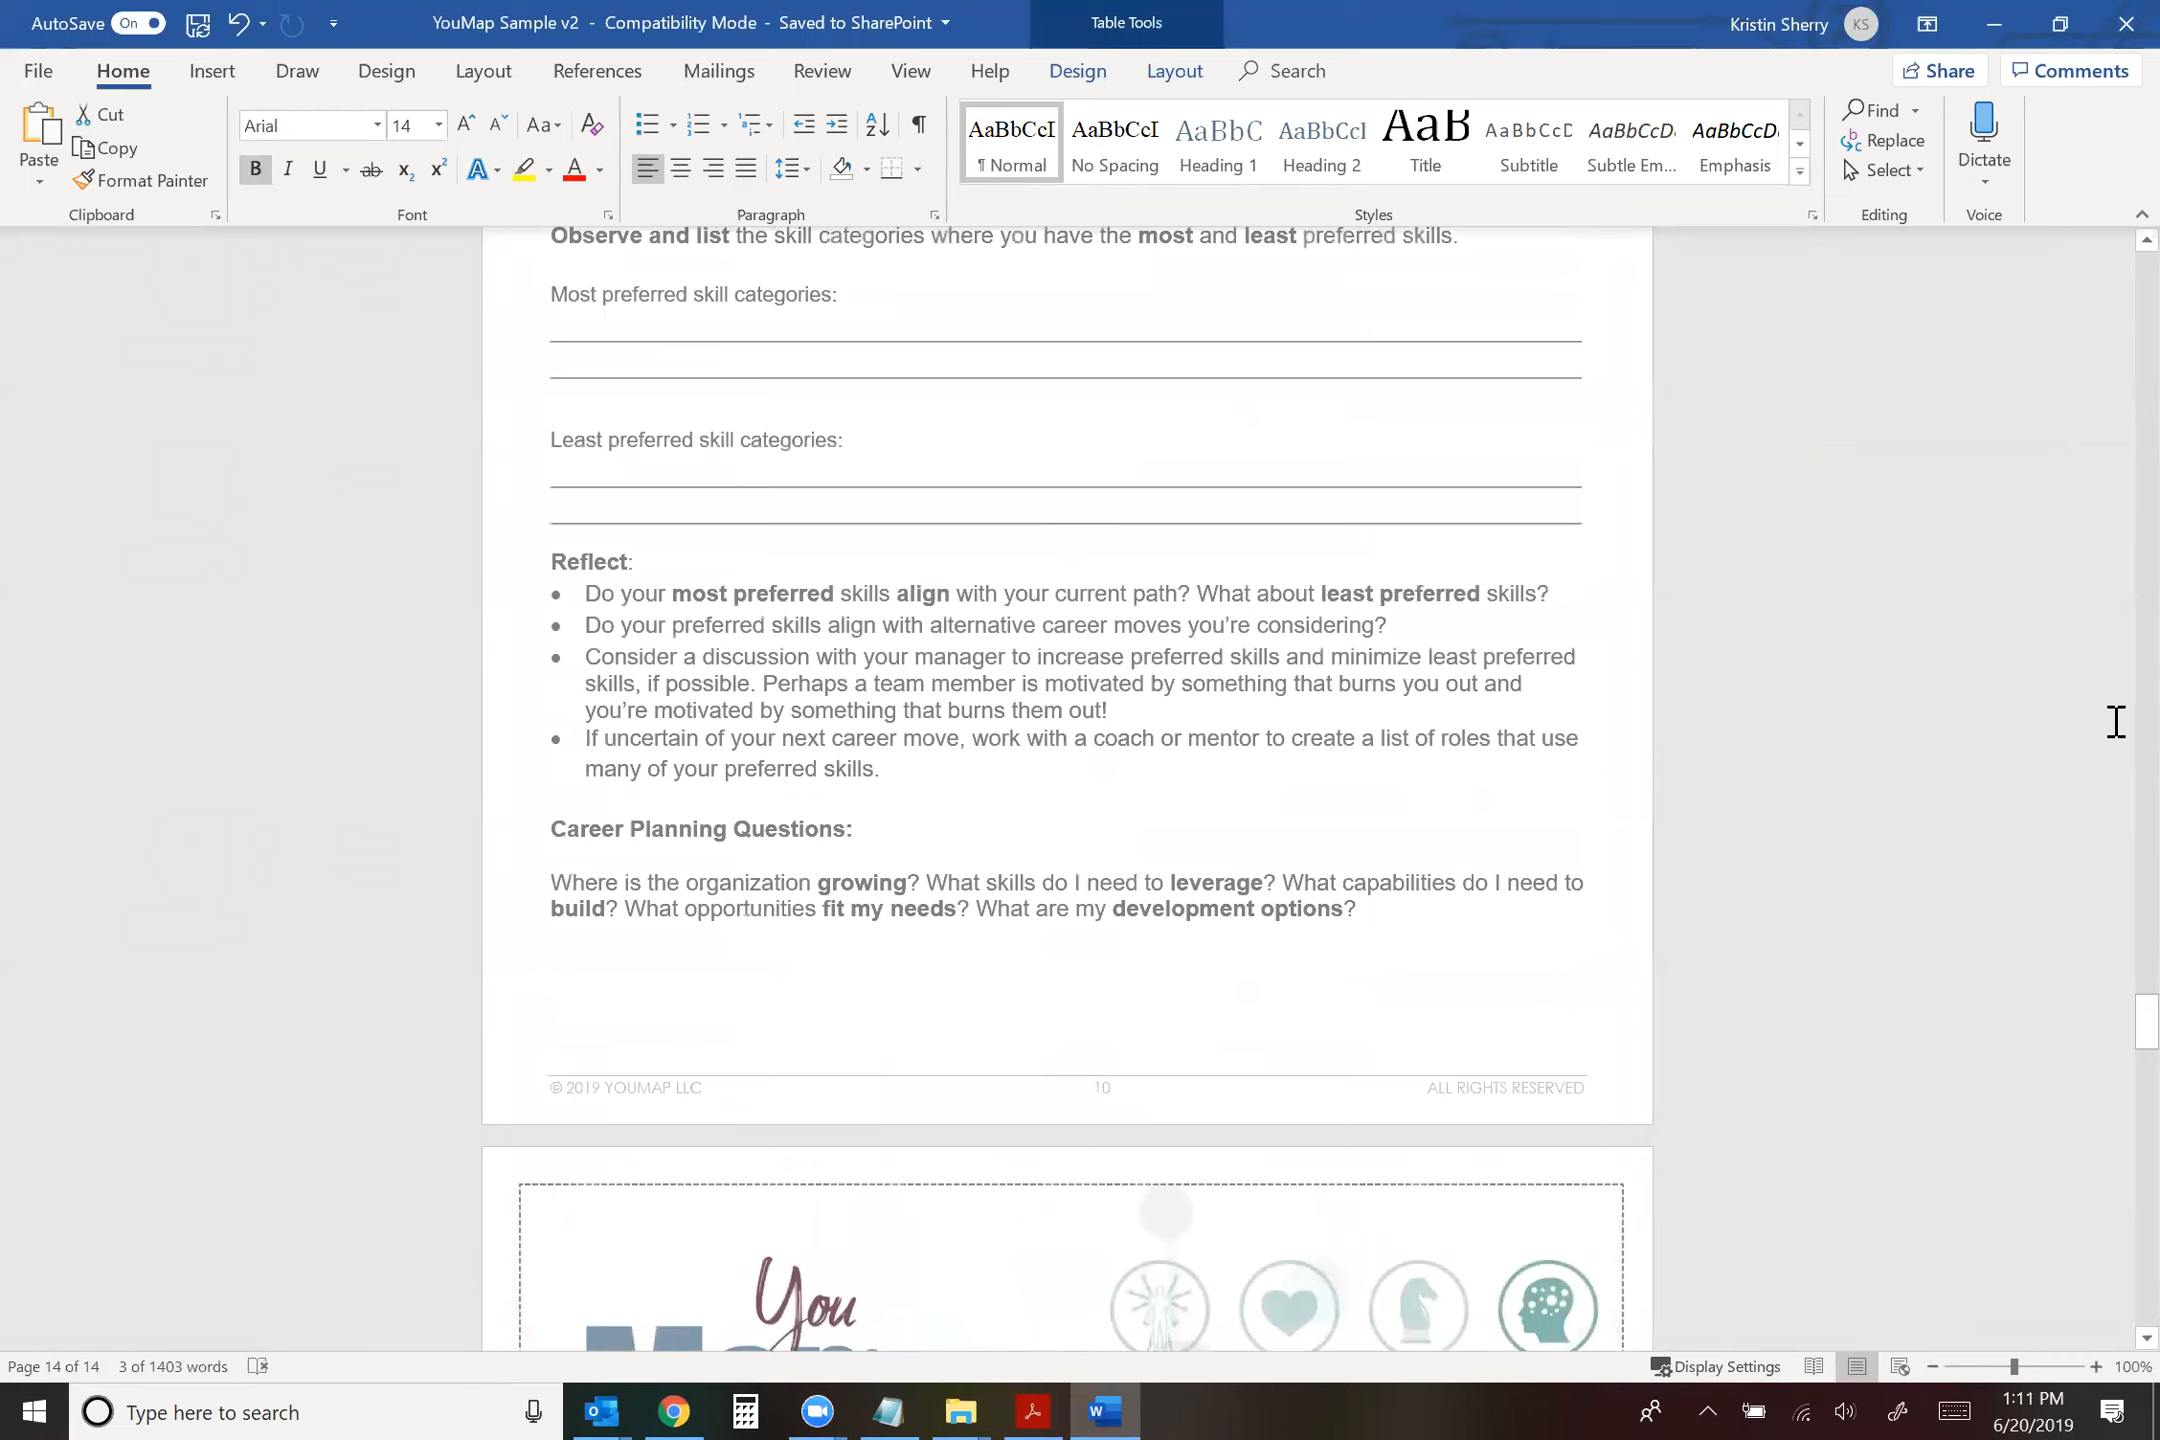 AutoSave On YouMap Sample v2 - Compatibility Mode - Saved to SharePoint Table Tools Kristin Sherry KS
File Home Insert Draw Design Layout References Mailings Review View Help Design Layout Search Share Comments
Paste
Cut
Copy
Format Painter
Clipboard
Arial 14
Font
Paragraph
AaBbCcI AaBbCcI AaBbC AaBbCcI AaB AaBbCcD AaBbCcD AaBbCcD
¶ Normal No Spacing Heading 1 Heading 2 Title Subtitle Subtle Em... Emphasis
Styles
Find
Replace
Select
Editing
Dictate
Voice
Observe and list the skill categories where you have the most and least preferred skills.
Most preferred skill categories:
Least preferred skill categories:
Reflect:
• Do your most preferred skills align with your current path? What about least preferred skills?
• Do your preferred skills align with alternative career moves you’re considering?
• Consider a discussion with your manager to increase preferred skills and minimize least preferred
skills, if possible. Perhaps a team member is motivated by something that burns you out and
you’re motivated by something that burns them out!
• If uncertain of your next career move, work with a coach or mentor to create a list of roles that use
many of your preferred skills.
Career Planning Questions:
Where is the organization growing? What skills do I need to leverage? What capabilities do I need to
build? What opportunities fit my needs? What are my development options?
© 2019 YOUMAP LLC 10 ALL RIGHTS RESERVED
You
Page 14 of 14 3 of 1403 words Display Settings 100%
Type here to search
1:11 PM
6/20/2019